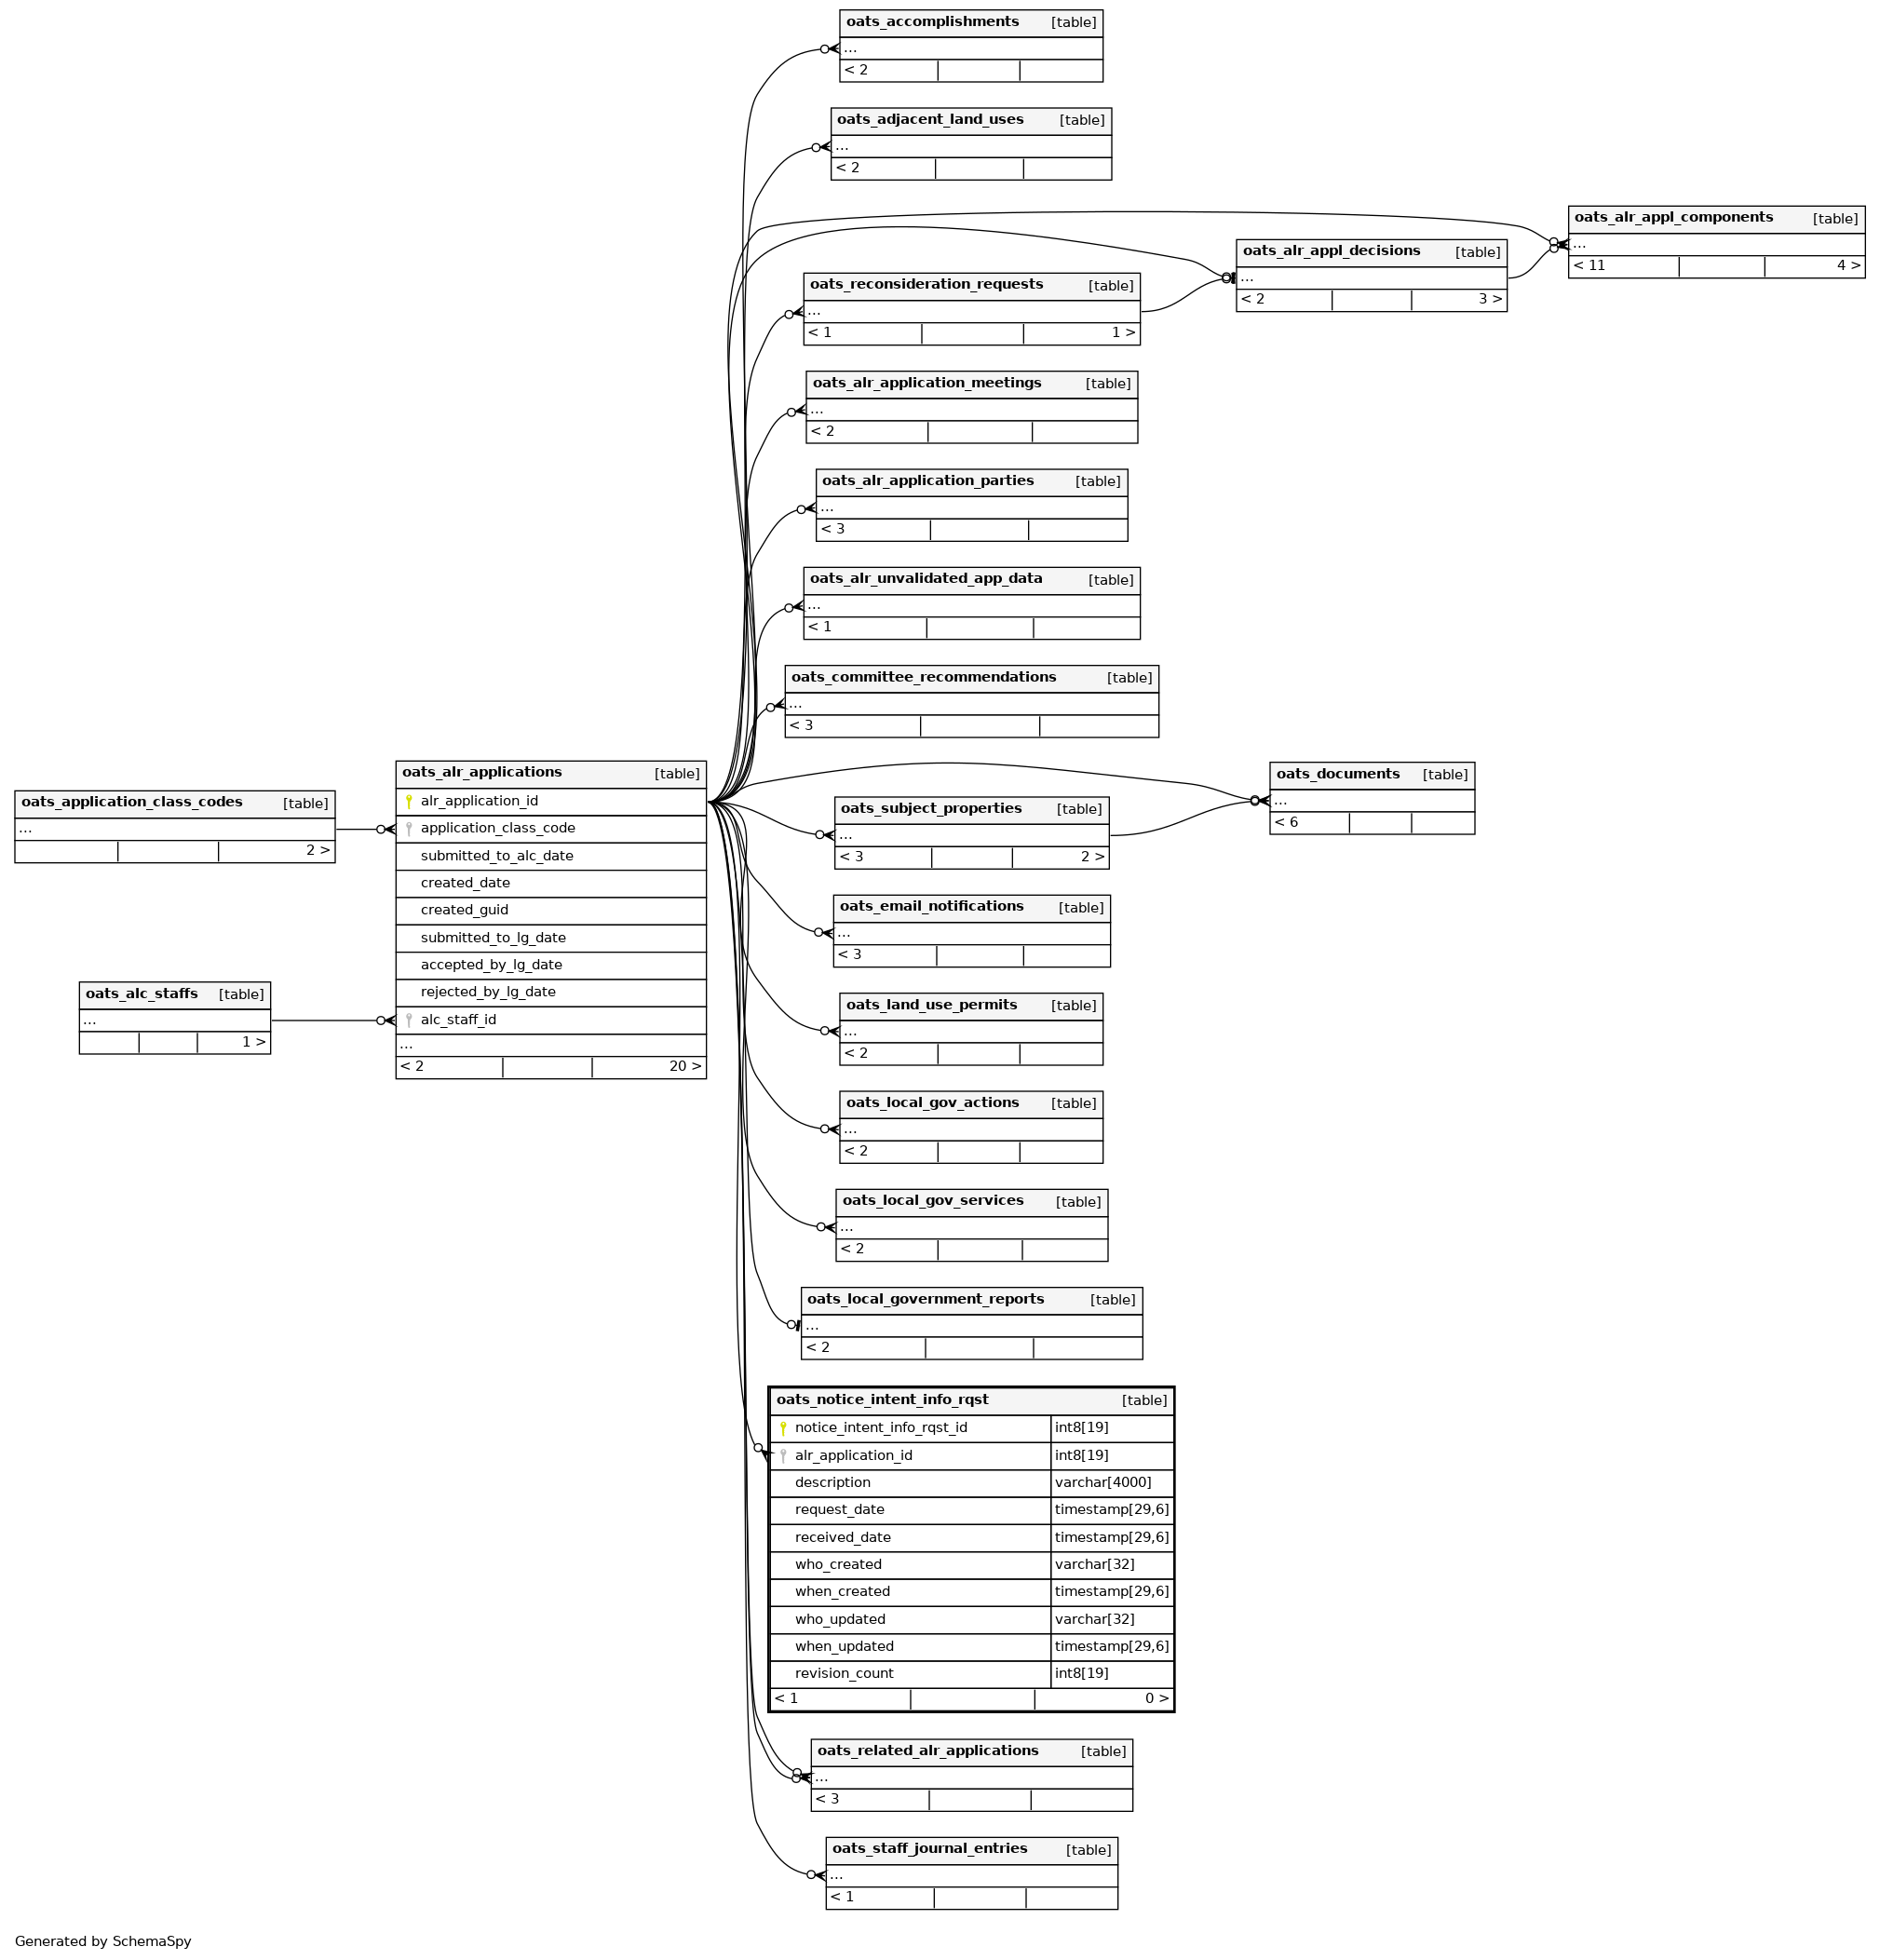 oats_accomplishments [table]
...
< 2
oats_adjacent_land_uses [table]
...
< 2
oats_alr_appl_components [table]
...
< 11 4 >
oats_alr_appl_decisions [table]
...
< 2 3 >
oats_reconsideration_requests [table]
...
< 1 1 >
oats_alr_application_meetings [table]
...
< 2
oats_alr_application_parties [table]
...
< 3
oats_alr_unvalidated_app_data [table]
...
< 1
oats_committee_recommendations [table]
...
< 3
oats_application_class_codes [table]
...
2 >
oats_alc_staffs [table]
...
1 >
oats_alr_applications [table]
alr_application_id
application_class_code
submitted_to_alc_date
created_date
created_guid
submitted_to_lg_date
accepted_by_lg_date
rejected_by_lg_date
alc_staff_id
...
< 2 20 >
oats_documents [table]
...
< 6
oats_subject_properties [table]
...
< 3 2 >
oats_email_notifications [table]
...
< 3
oats_land_use_permits [table]
...
< 2
oats_local_gov_actions [table]
...
< 2
oats_local_gov_services [table]
...
< 2
oats_local_government_reports [table]
...
< 2
oats_notice_intent_info_rqst [table]
notice_intent_info_rqst_id int8[19]
alr_application_id int8[19]
description varchar[4000]
request_date timestamp[29,6]
received_date timestamp[29,6]
who_created varchar[32]
when_created timestamp[29,6]
who_updated varchar[32]
when_updated timestamp[29,6]
revision_count int8[19]
< 1 0 >
oats_related_alr_applications [table]
...
< 3
oats_staff_journal_entries [table]
...
< 1
Generated by SchemaSpy